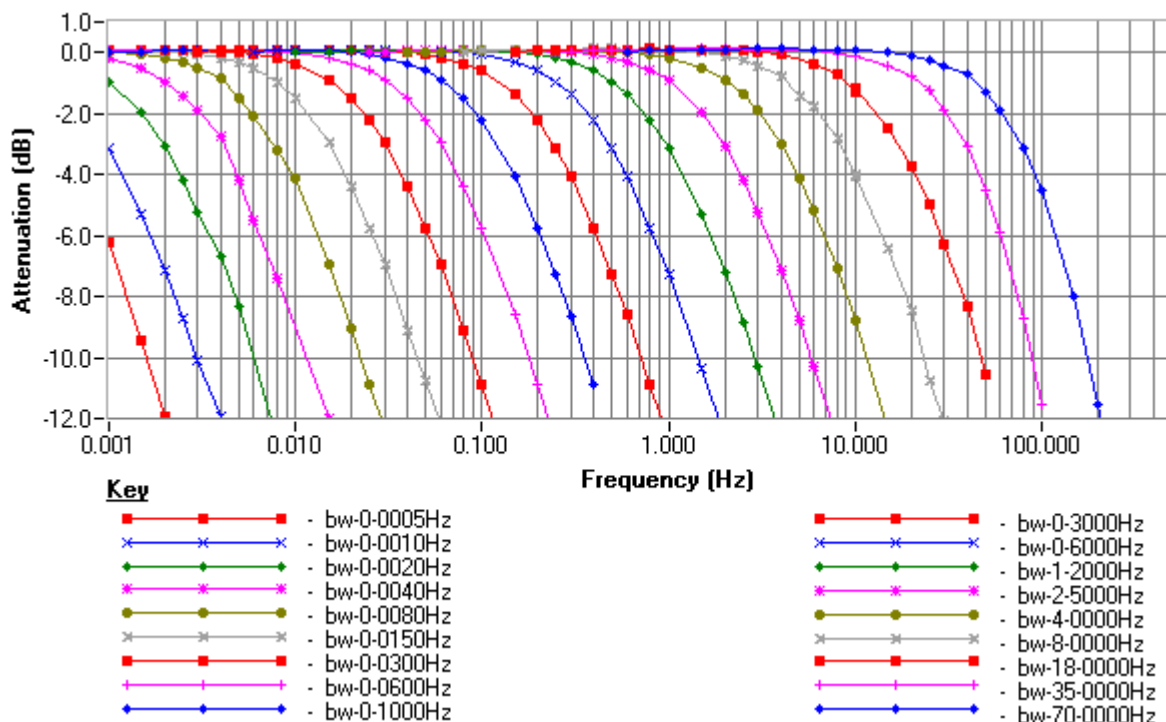 1.0
0.0
-2.0
-4.0
-6.0
-8.0
-10.0
-12.0
Attenuation (dB)
0.001 0.010 0.100 1.000 10.000 100.000
Frequency (Hz)
Key
- bw-0-0005Hz
- bw-0-0010Hz
- bw-0-0020Hz
- bw-0-0040Hz
- bw-0-0080Hz
- bw-0-0150Hz
- bw-0-0300Hz
- bw-0-0600Hz
- bw-0-1000Hz
- bw-0-3000Hz
- bw-0-6000Hz
- bw-1-2000Hz
- bw-2-5000Hz
- bw-4-0000Hz
- bw-8-0000Hz
- bw-18-0000Hz
- bw-35-0000Hz
- bw-70-0000Hz